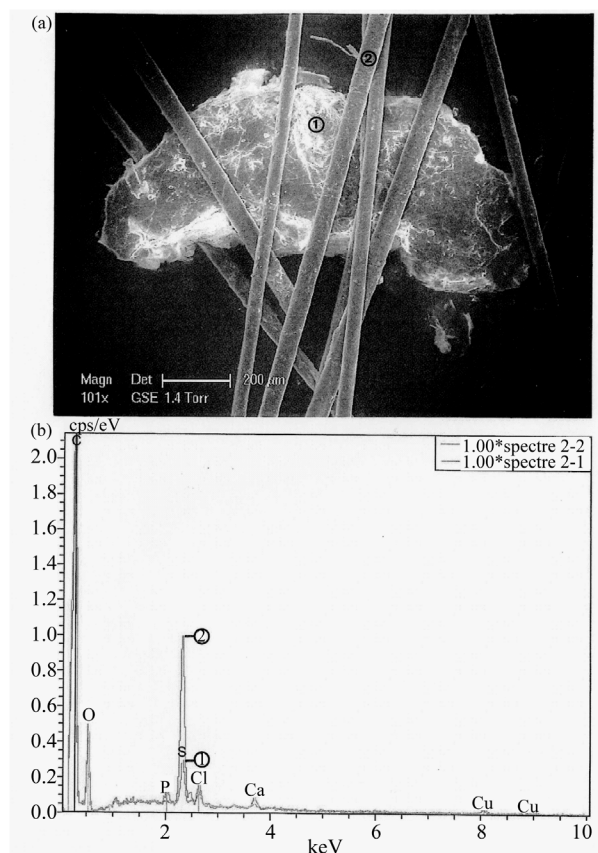 (a)
②
①
Magn Det 200 µm
101x GSE 1.4 Torr
(b)
cps/eV
C
1.00*spectre 2-2
1.00*spectre 2-1
2.0
1.8
1.6
1.4
1.2
1.0
0.8
0.6
0.4
0.2
0.0
②
①
O
P
S
Cl
Ca
Cu
Cu
2
4
6
8
10
keV